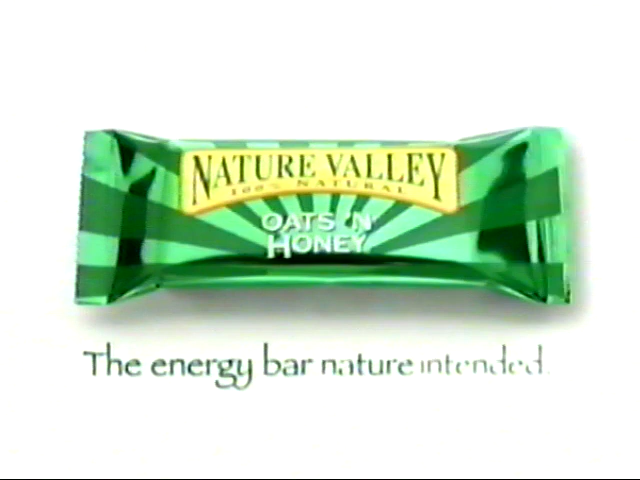 NATURE VALLEY
100% NATURAL
OATS 'N
HONEY
The energy bar nature intended.